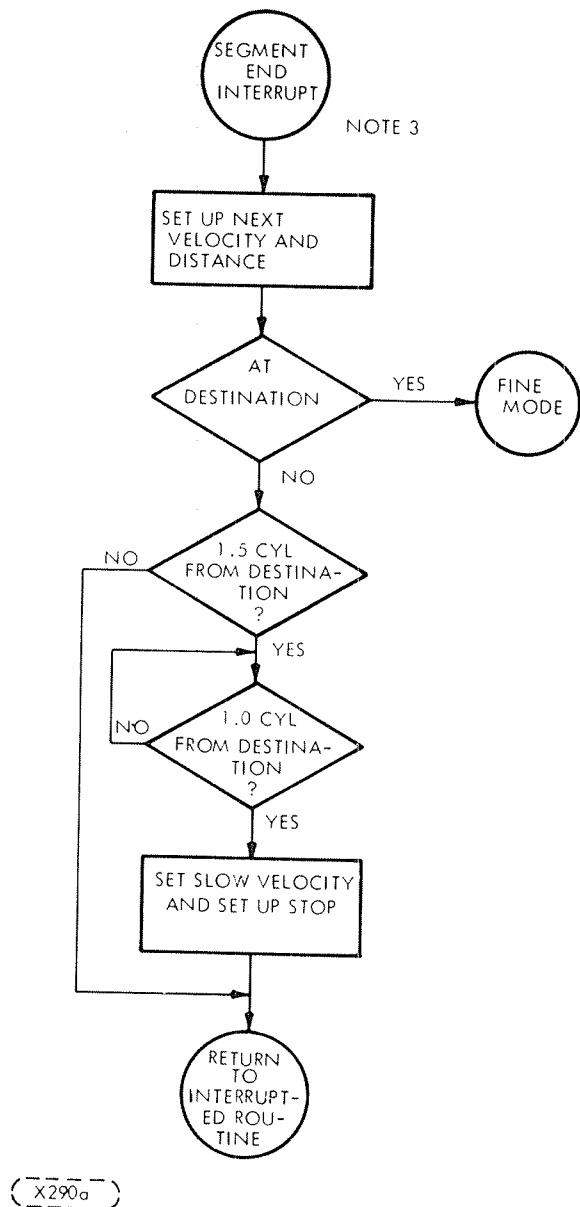 SEGMENT
END
INTERRUPT
NOTE 3
SET UP NEXT
VELOCITY AND
DISTANCE
AT
DESTINATION
YES
FINE
MODE
NO
1.5 CYL
FROM DESTINA-
TION
?
NO
YES
1.0 CYL
FROM DESTINA-
TION
?
NO
YES
SET SLOW VELOCITY
AND SET UP STOP
RETURN
TO
INTERRUPT-
ED ROU-
TINE
X290a